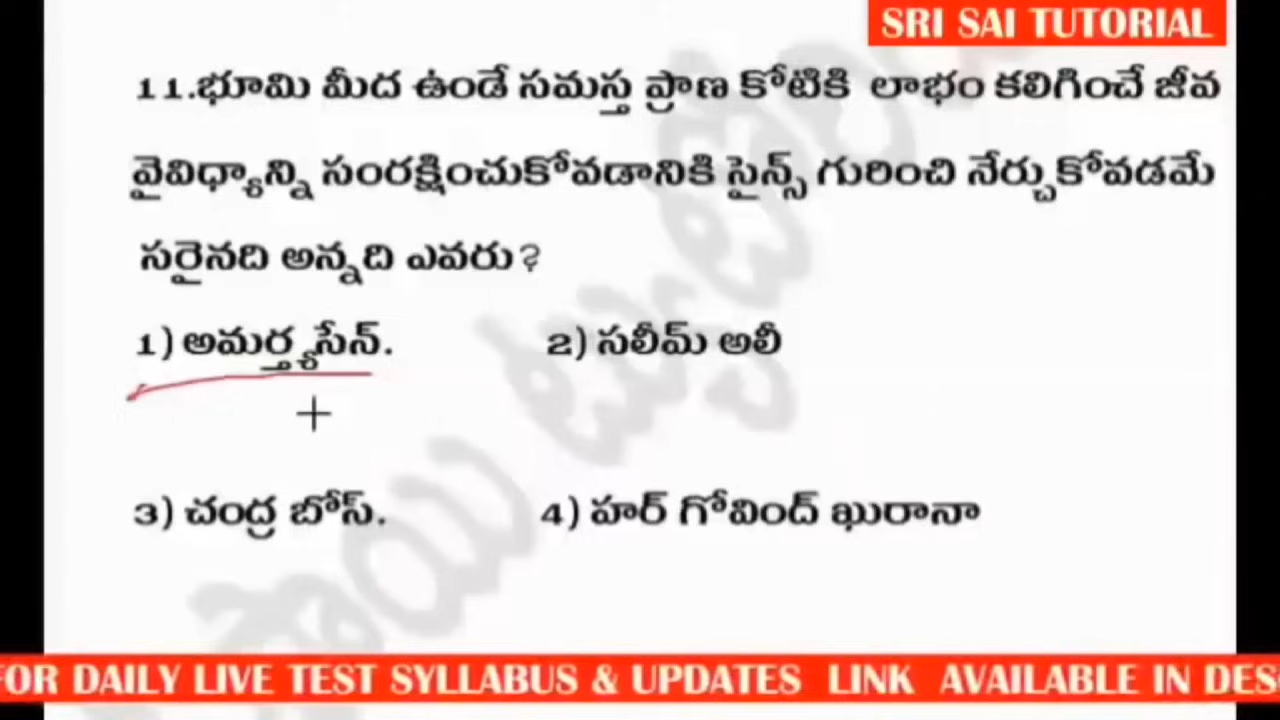 SRI SAI TUTORIAL
11.భూమి మీద ఉండే సమస్త ప్రాణ కోటికి లాభం కలిగించే జీవ
వైవిధ్యాన్ని సంరక్షించుకోవడానికి సైన్స్ గురించి నేర్చుకోవడమే
సరైనది అన్నది ఎవరు?
1) అమర్త్యసేన్. 2) సలీమ్ అలీ
3) చంద్ర బోస్. 4) హర్ గోవింద్ ఖురానా
FOR DAILY LIVE TEST SYLLABUS & UPDATES LINK AVAILABLE IN DES